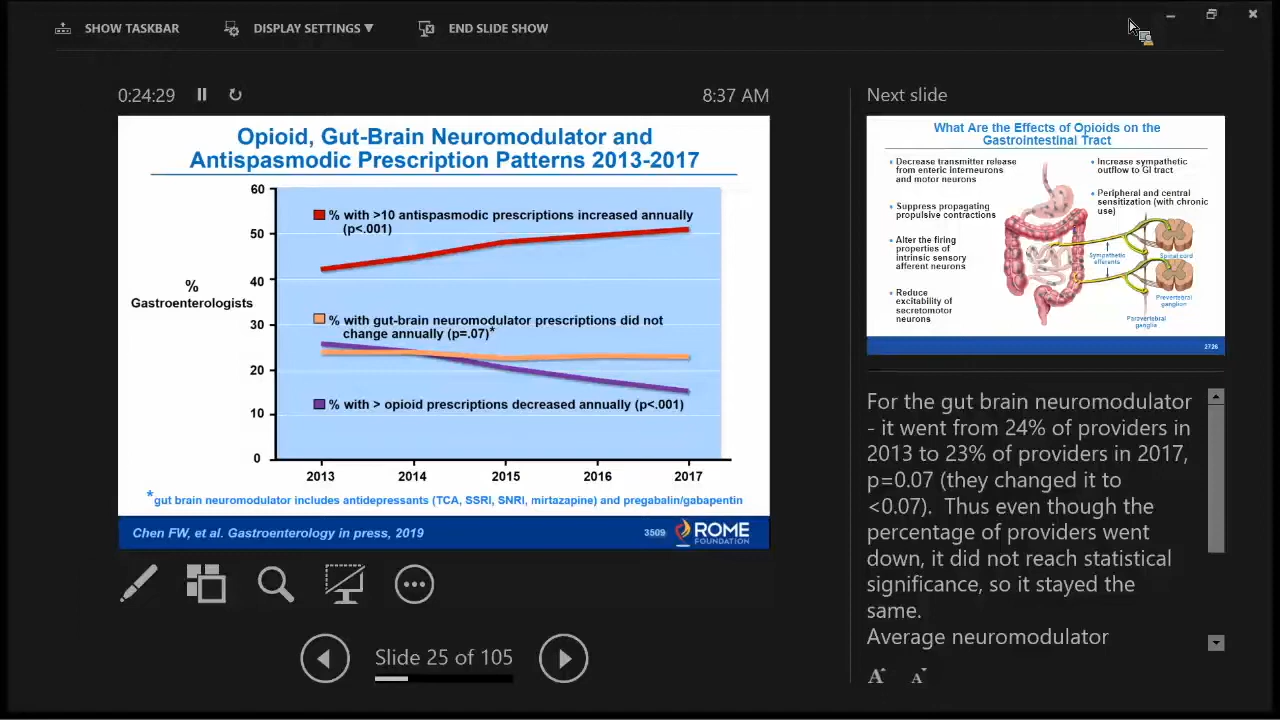 SHOW TASKBAR
DISPLAY SETTINGS ▼
END SLIDE SHOW
0:24:29
8:37 AM
Opioid, Gut-Brain Neuromodulator and
Antispasmodic Prescription Patterns 2013-2017
60
50
40
30
20
10
0
%
Gastroenterologists
% with >10 antispasmodic prescriptions increased annually
(p<.001)
% with gut-brain neuromodulator prescriptions did not
change annually (p=.07)*
% with > opioid prescriptions decreased annually (p<.001)
2013
2014
2015
2016
2017
*gut brain neuromodulator includes antidepressants (TCA, SSRI, SNRI, mirtazapine) and pregabalin/gabapentin
Chen FW, et al. Gastroenterology in press, 2019
3509
ROME
FOUNDATION
Slide 25 of 105
Next slide
What Are the Effects of Opioids on the
Gastrointestinal Tract
• Decrease transmitter release
from enteric interneurons
and motor neurons
• Suppress propagating
propulsive contractions
• Alter the firing
properties of
intrinsic sensory
afferent neurons
• Reduce
excitability of
secretomotor
neurons
• Increase sympathetic
outflow to GI tract
• Peripheral and central
sensitization (with chronic
use)
Sympathetic
efferents
Spinal cord
Prevertebral
ganglion
Paravertebral
ganglia
2726
For the gut brain neuromodulator
- it went from 24% of providers in
2013 to 23% of providers in 2017,
p=0.07 (they changed it to
<0.07). Thus even though the
percentage of providers went
down, it did not reach statistical
significance, so it stayed the
same.
Average neuromodulator
A
A